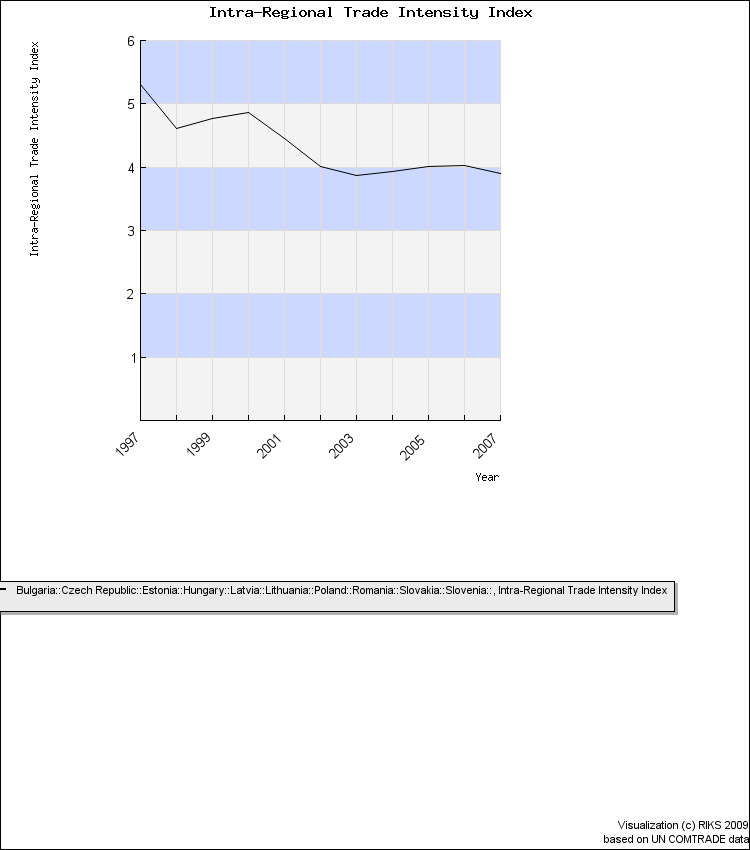 Intra-Regional Trade Intensity Index
Intra-Regional Trade Intensity Index
6
5
4
3
2
1
1997
1999
2001
2003
2005
2007
Year
Bulgaria::Czech Republic::Estonia::Hungary::Latvia::Lithuania::Poland::Romania::Slovakia::Slovenia::, Intra-Regional Trade Intensity Index
Visualization (c) RIKS 2009
based on UN COMTRADE data